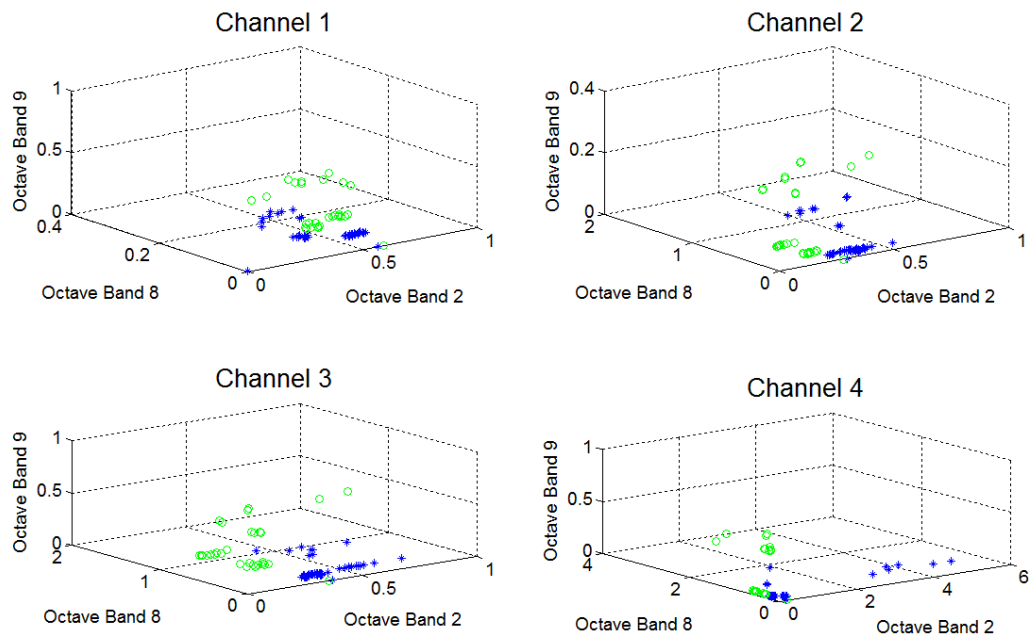 Channel 1
1
0.5
0
0.4
0.2
0
0
0.5
1
Octave Band 9
Octave Band 8
Octave Band 2
Channel 2
0.4
0.2
0
2
1
0
0
0.5
1
Octave Band 9
Octave Band 8
Octave Band 2
Channel 3
1
0.5
0
2
1
0
0
0.5
1
Octave Band 9
Octave Band 8
Octave Band 2
Channel 4
1
0.5
0
4
2
0
0
2
4
6
Octave Band 9
Octave Band 8
Octave Band 2